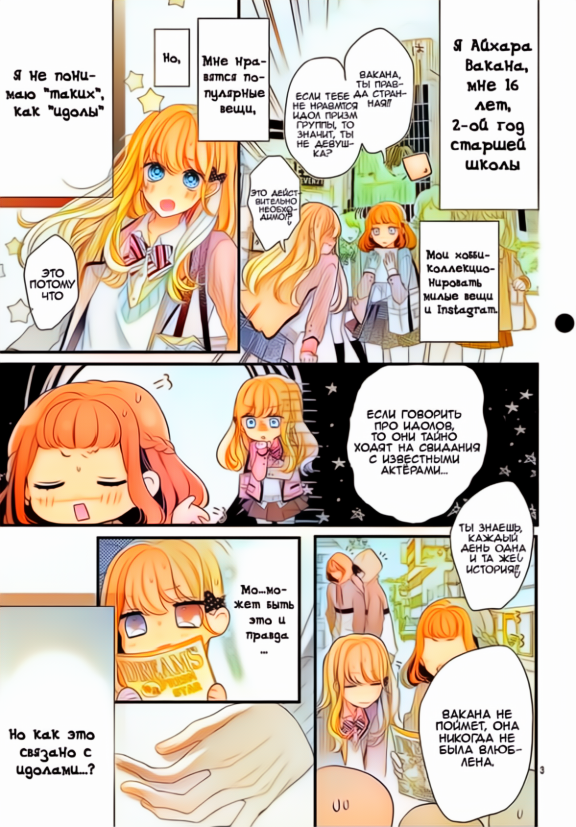 Я Айхара
Вакана,
мне 16
лет,
2-ой год
старшей
школы
ВАКАНА,
ТЫ ПРАВ-
ДА СТРАН-
НАЯ!!
ЕСЛИ ТЕБЕ
НЕ НРАВЯТСЯ
ИДОЛ ПРИЗМ
ГРУППЫ, ТО
ЗНАЧИТ, ТЫ
НЕ ДЕВУШ-
КА?
ЭТО ДЕЙСТ-
ВИТЕЛЬНО
НЕОБХО-
ДИМО!?
Мои хобби-
коллекцио-
нировать
милые вещи
и Instagram.
Мне нра-
вятся по-
пулярные
вещи,
Но,
Я не пони-
маю "таких",
как "идолы"
ЭТО
ПОТОМУ
ЧТО
ЕСЛИ ГОВОРИТЬ
ПРО ИДОЛОВ,
ТО ОНИ ТАЙНО
ХОДЯТ НА СВИДАНИЯ
С ИЗВЕСТНЫМИ
АКТЁРАМИ...
ТЫ ЗНАЕШЬ,
КАЖДЫЙ
ДЕНЬ ОДНА
И ТА ЖЕ
ИСТОРИЯ!!
ВАКАНА НЕ
ПОЙМЕТ, ОНА
НИКОГДА НЕ
БЫЛА ВЛЮБ-
ЛЕНА.
Мо...мо-
жет быть
это и
правда
...
STAR
Но как это
связано с
идолами...?
3